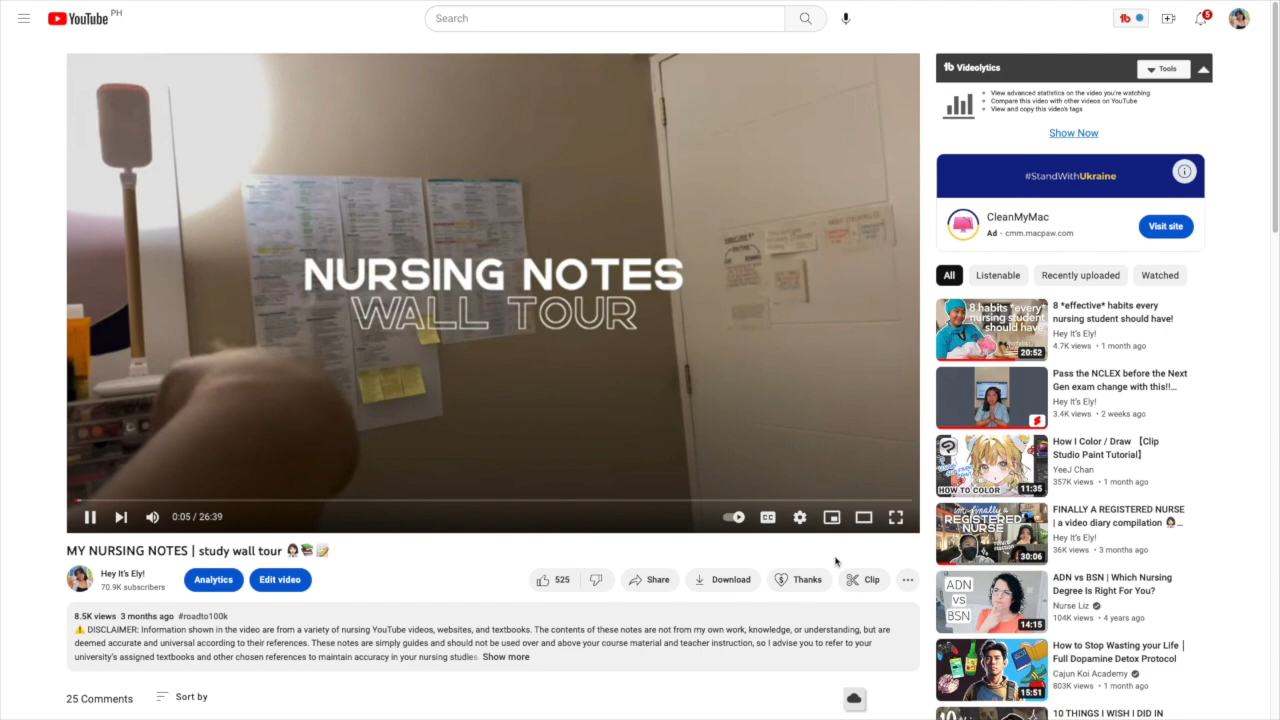 YouTube PH
Search
tb
5
NURSING NOTES
WALL TOUR
0:05 / 26:39
CC
MY NURSING NOTES | study wall tour 👩🏻‍⚕️📚📝
Hey It's Ely!
70.9K subscribers
Analytics
Edit video
525
Share
Download
Thanks
Clip
8.5K views 3 months ago #roadto100k
⚠️ DISCLAIMER: Information shown in the video are from a variety of nursing YouTube videos, websites, and textbooks. The contents of these notes are not from my own work, knowledge, or understanding, but are
deemed accurate and universal according to their references. These notes are simply guides and should not be used over and above your course material and teacher instruction, so I advise you to refer to your
university's assigned textbooks and other chosen references to maintain accuracy in your nursing studies. Show more
25 Comments
Sort by
tb Videolytics
Tools
View advanced statistics on the video you're watching
Compare this video with other videos on YouTube
View and copy this video's tags
Show Now
#StandWithUkraine
CleanMyMac
Ad · cmm.macpaw.com
Visit site
All
Listenable
Recently uploaded
Watched
8 habits *every*
nursing student
should have
20:52
8 *effective* habits every
nursing student should have!
Hey It's Ely!
4.7K views • 1 month ago
Pass the NCLEX before the Next
Gen exam change with this!!...
Hey It's Ely!
3.4K views • 2 weeks ago
HOW TO COLOR
11:35
How I Color / Draw 【Clip
Studio Paint Tutorial】
YeeJ Chan
357K views • 1 month ago
i'm finally a
REGISTERED
NURSE
30:06
FINALLY A REGISTERED NURSE
| a video diary compilation 👩🏻‍⚕️...
Hey It's Ely!
36K views • 3 months ago
ADN
VS
BSN
14:15
ADN vs BSN | Which Nursing
Degree Is Right For You?
Nurse Liz
104K views • 4 years ago
15:51
How to Stop Wasting your Life |
Full Dopamine Detox Protocol
Cajun Koi Academy
803K views • 1 month ago
10 THINGS I WISH I DID IN